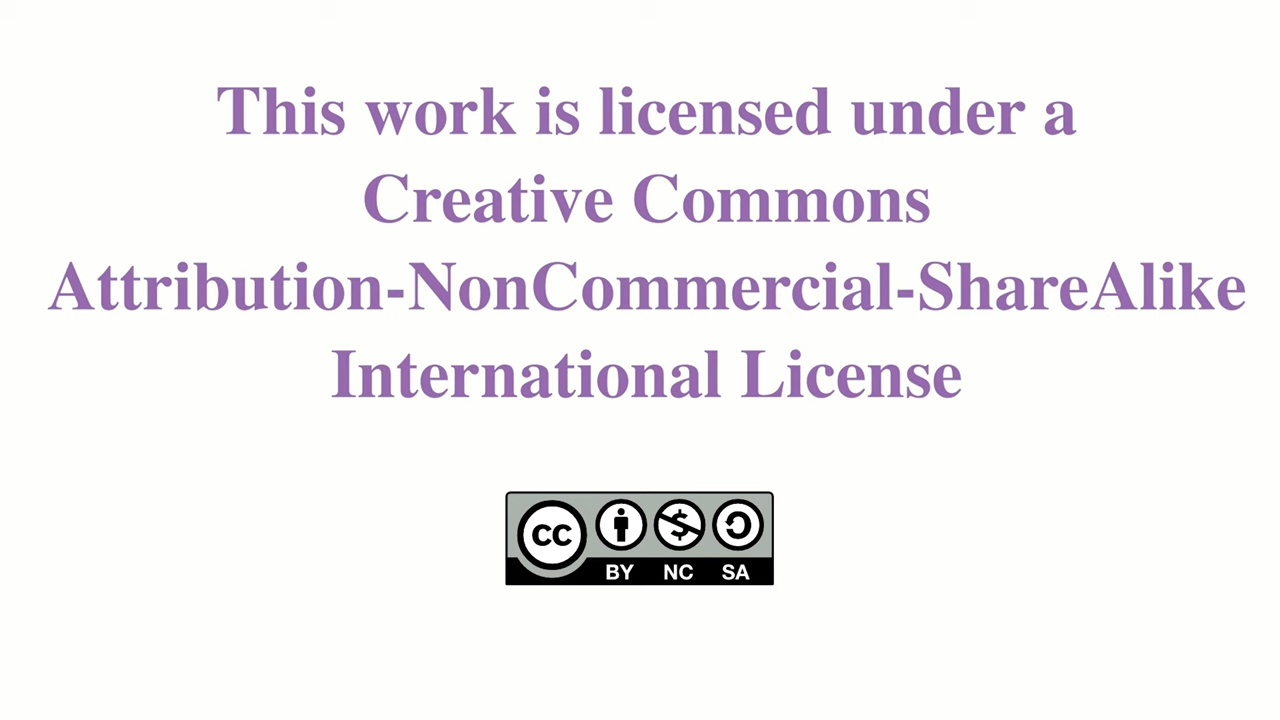 This work is licensed under a
Creative Commons
Attribution-NonCommercial-ShareAlike
International License
CC
BY NC SA